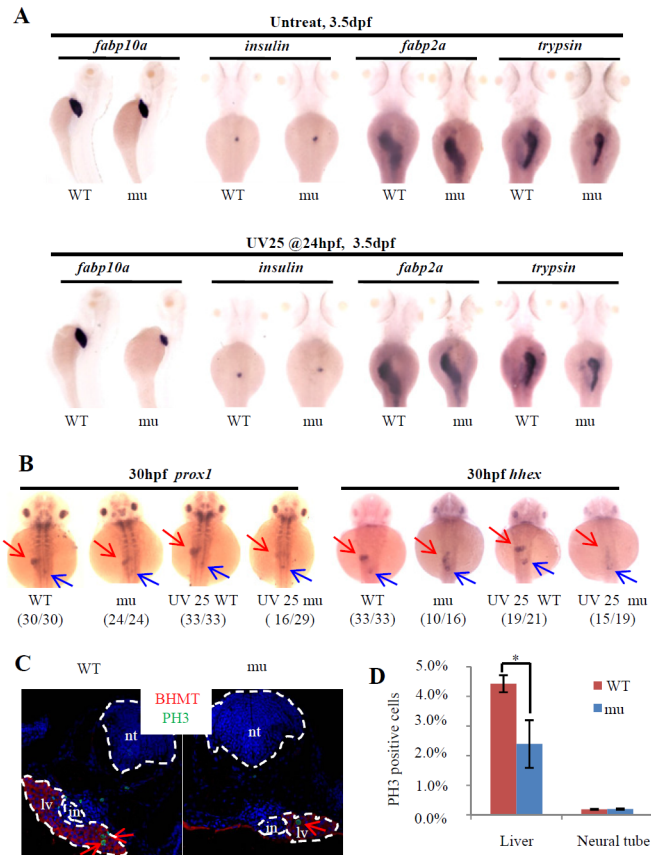 A
Untreat, 3.5dpf
fabp10a insulin fabp2a trypsin
WT mu WT mu WT mu WT mu
UV25 @24hpf, 3.5dpf
fabp10a insulin fabp2a trypsin
WT mu WT mu WT mu WT mu
B
30hpf prox1 30hpf hhex
WT mu UV 25 WT UV 25 mu WT mu UV 25 WT UV 25 mu
(30/30) (24/24) (33/33) ( 16/29) (33/33) (10/16) (19/21) (15/19)
C WT mu
BHMT
PH3
nt nt
lv in in lv
D
PH3 positive cells
5.0%
4.0%
3.0%
2.0%
1.0%
0.0%
*
WT
mu
Liver Neural tube